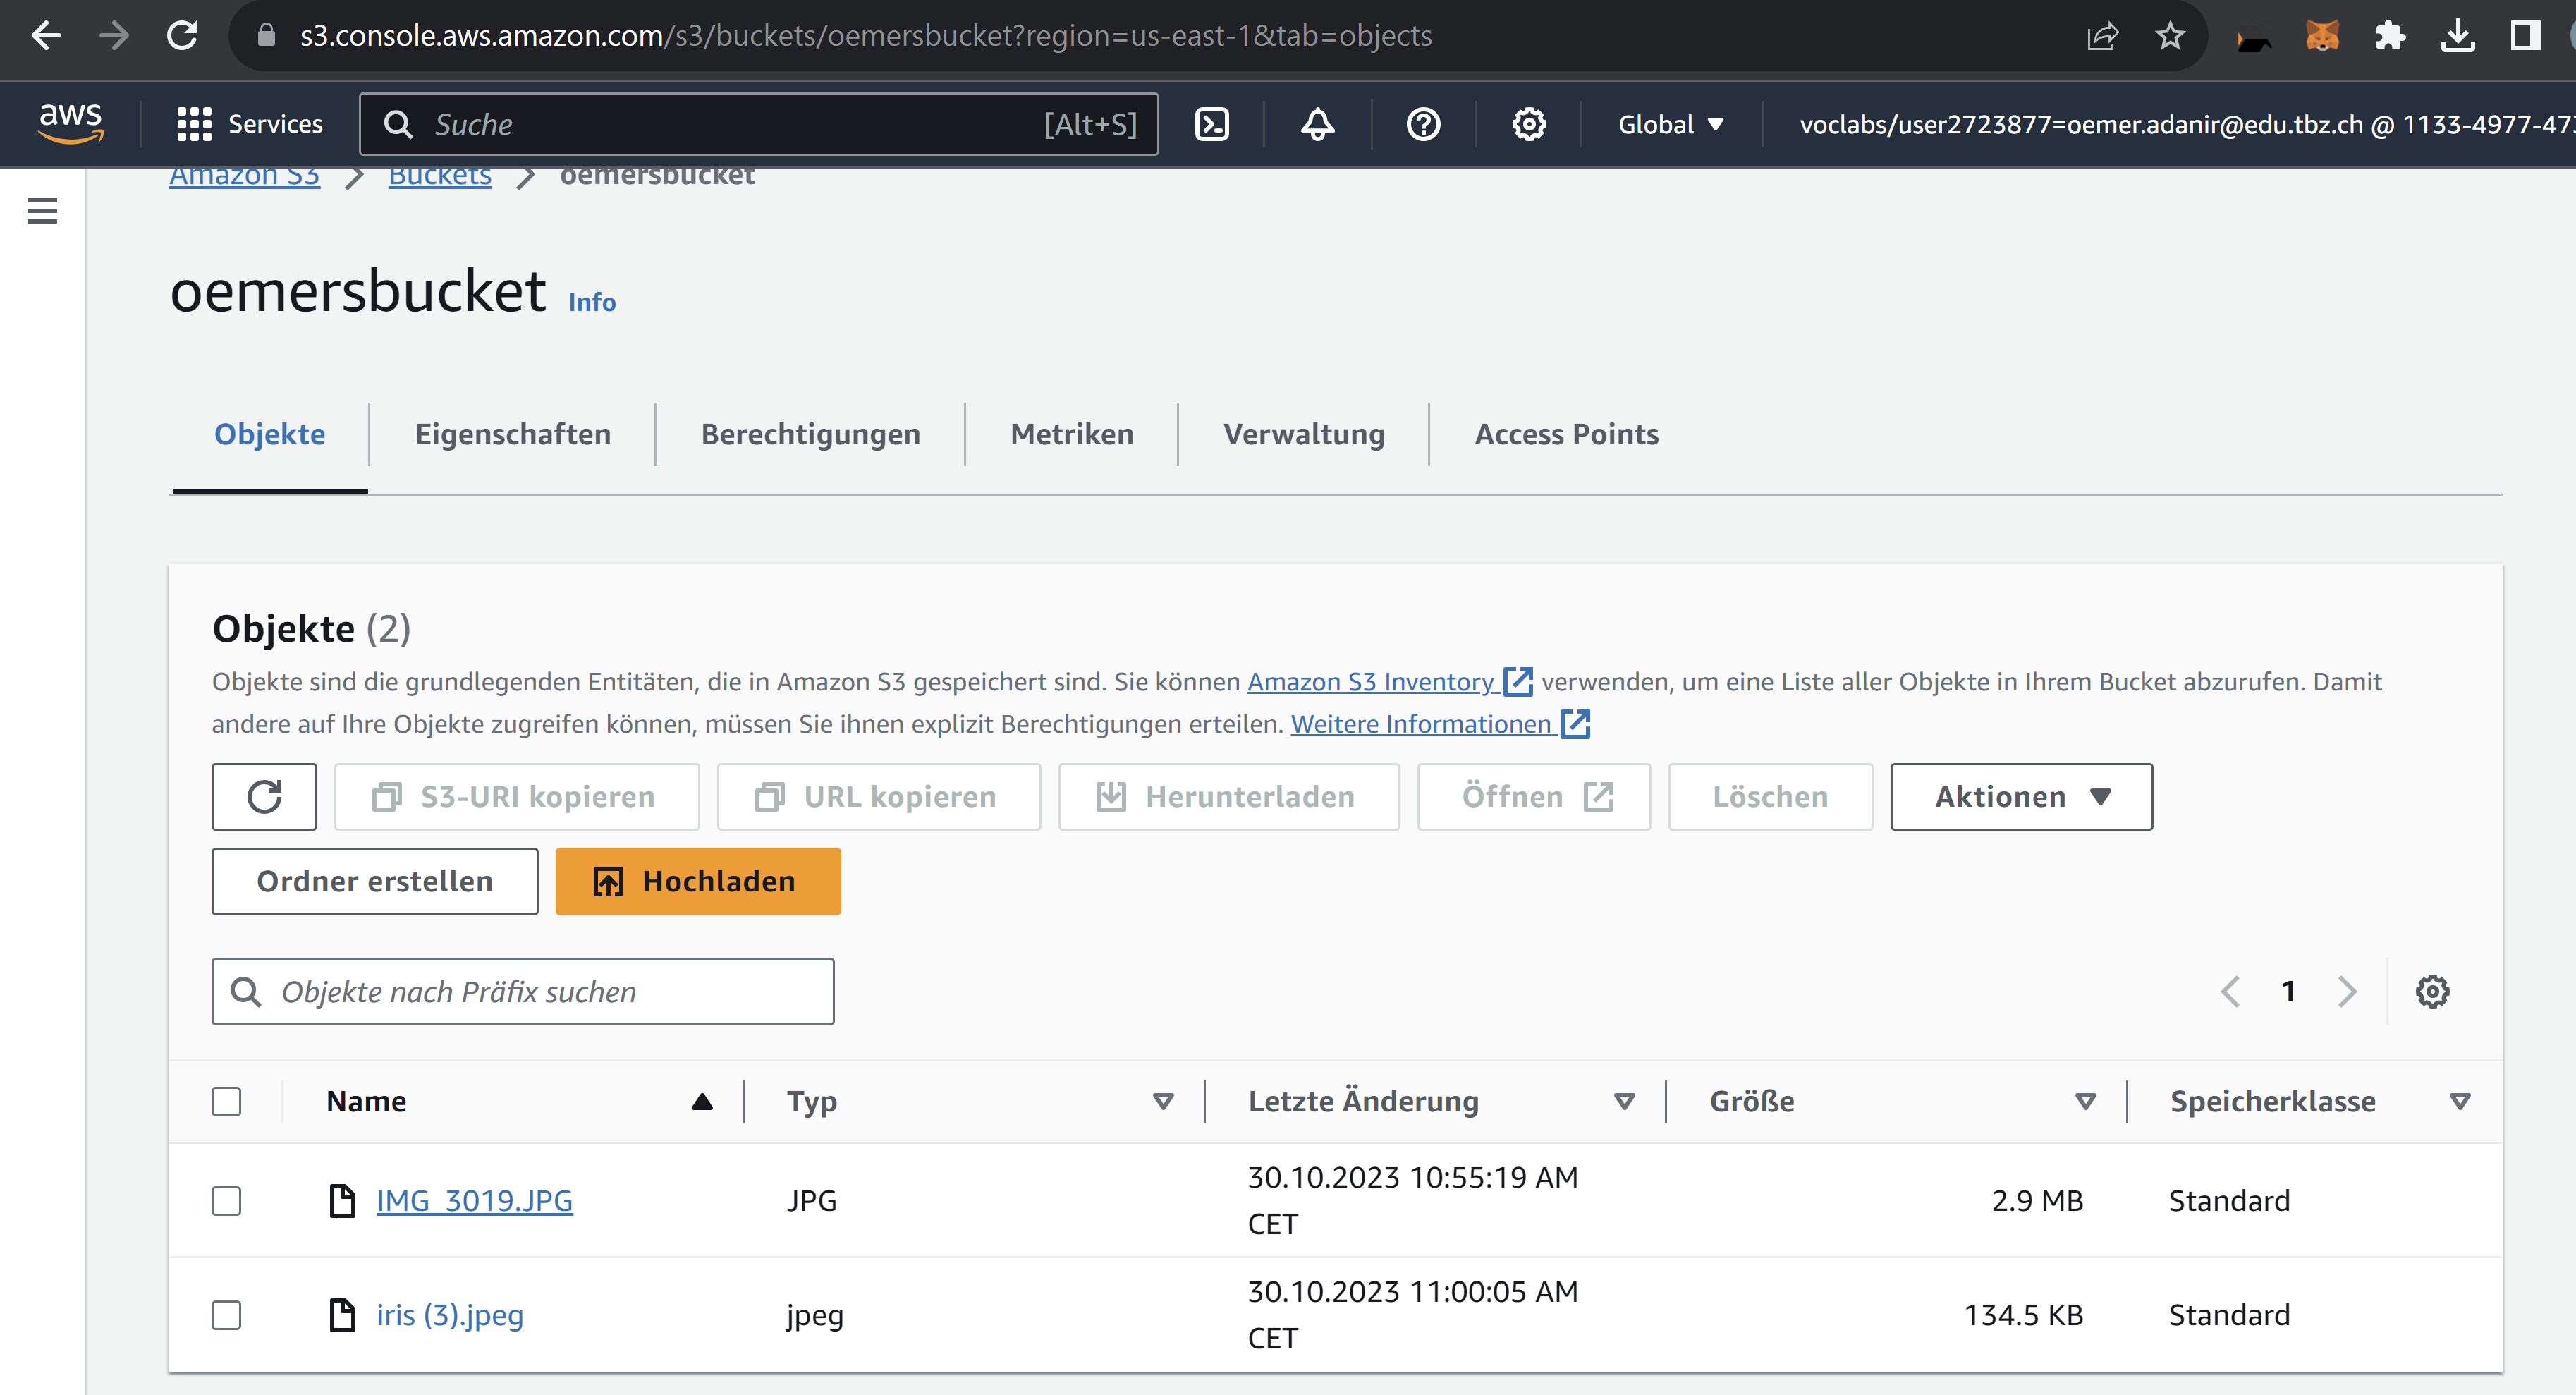 s3.console.aws.amazon.com/s3/buckets/oemersbucket?region=us-east-1&tab=objects
aws
Services
Suche
[Alt+S]
Global
voclabs/user2723877=oemer.adanir@edu.tbz.ch @ 1133-4977-47
Amazon S3
Buckets
oemersbucket
oemersbucket
Info
Objekte
Eigenschaften
Berechtigungen
Metriken
Verwaltung
Access Points
Objekte (2)
Objekte sind die grundlegenden Entitäten, die in Amazon S3 gespeichert sind. Sie können Amazon S3 Inventory verwenden, um eine Liste aller Objekte in Ihrem Bucket abzurufen. Damit
andere auf Ihre Objekte zugreifen können, müssen Sie ihnen explizit Berechtigungen erteilen. Weitere Informationen
S3-URI kopieren
URL kopieren
Herunterladen
Öffnen
Löschen
Aktionen
Ordner erstellen
Hochladen
Objekte nach Präfix suchen
1
Name
Typ
Letzte Änderung
Größe
Speicherklasse
IMG_3019.JPG
JPG
30.10.2023 10:55:19 AM
CET
2.9 MB
Standard
iris (3).jpeg
jpeg
30.10.2023 11:00:05 AM
CET
134.5 KB
Standard